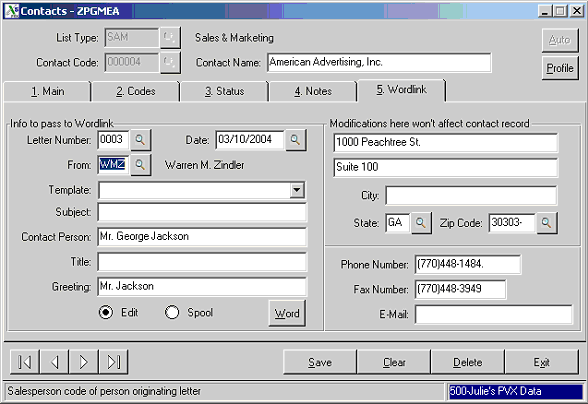 Contacts - ZPGMEA
List Type: SAM Sales & Marketing Auto
Contact Code: 000004 Contact Name: American Advertising, Inc. Profile
1. Main 2. Codes 3. Status 4. Notes 5. Wordlink
Info to pass to Wordlink Modifications here won't affect contact record
Letter Number: 0003 Date: 03/10/2004 1000 Peachtree St.
From: WMZ Warren M. Zindler Suite 100
Template: City:
Subject: State: GA Zip Code: 30303-
Contact Person: Mr. George Jackson
Title: Phone Number: (770)448-1484.
Greeting: Mr. Jackson Fax Number: (770)448-3949
Edit Spool Word E-Mail:
Save Clear Delete Exit
Salesperson code of person originating letter 500-Julie's PVX Data